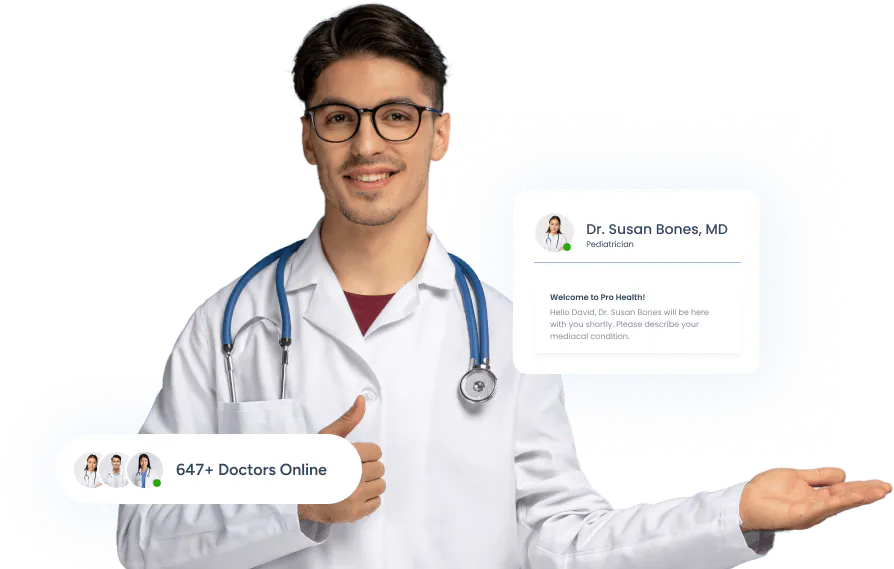 Dr. Susan Bones, MD
Pediatrician
Welcome to Pro Health!
Hello David, Dr. Susan Bones will be here
with you shortly. Please describe your
mediacal condition.
647+ Doctors Online